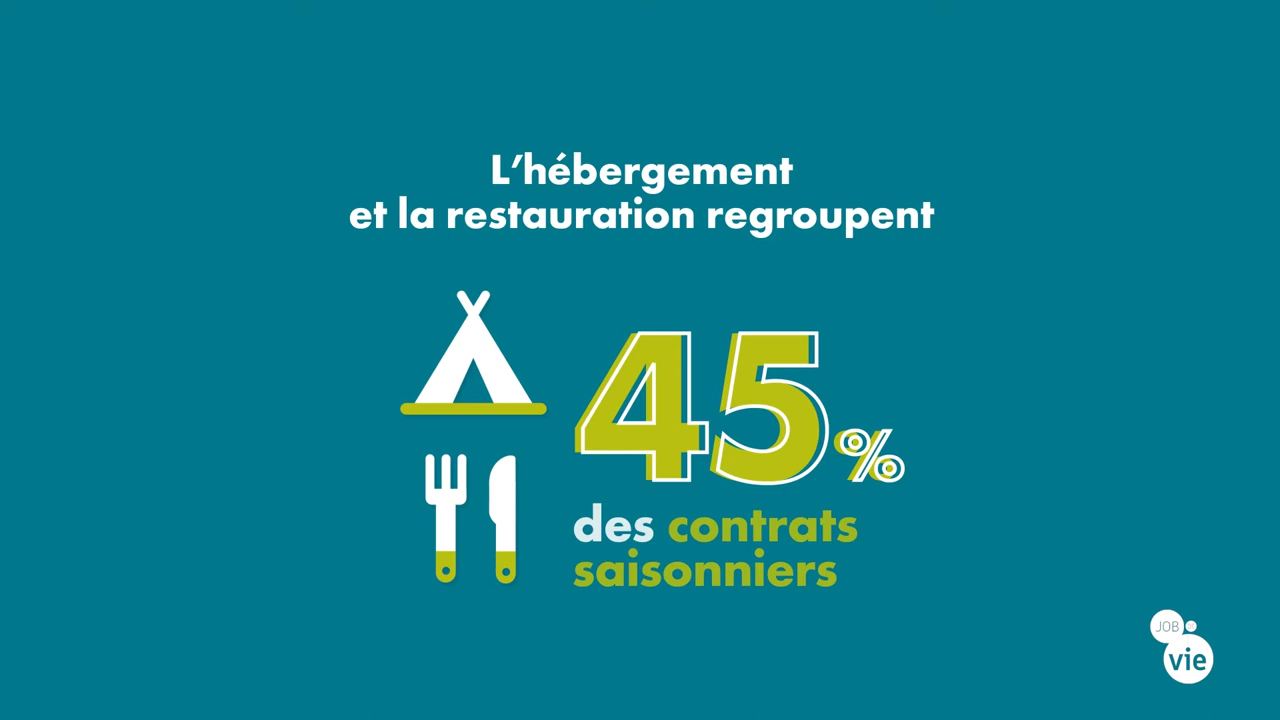 L’hébergement
et la restauration regroupent
45%
des contrats
saisonniers
JOB
vie